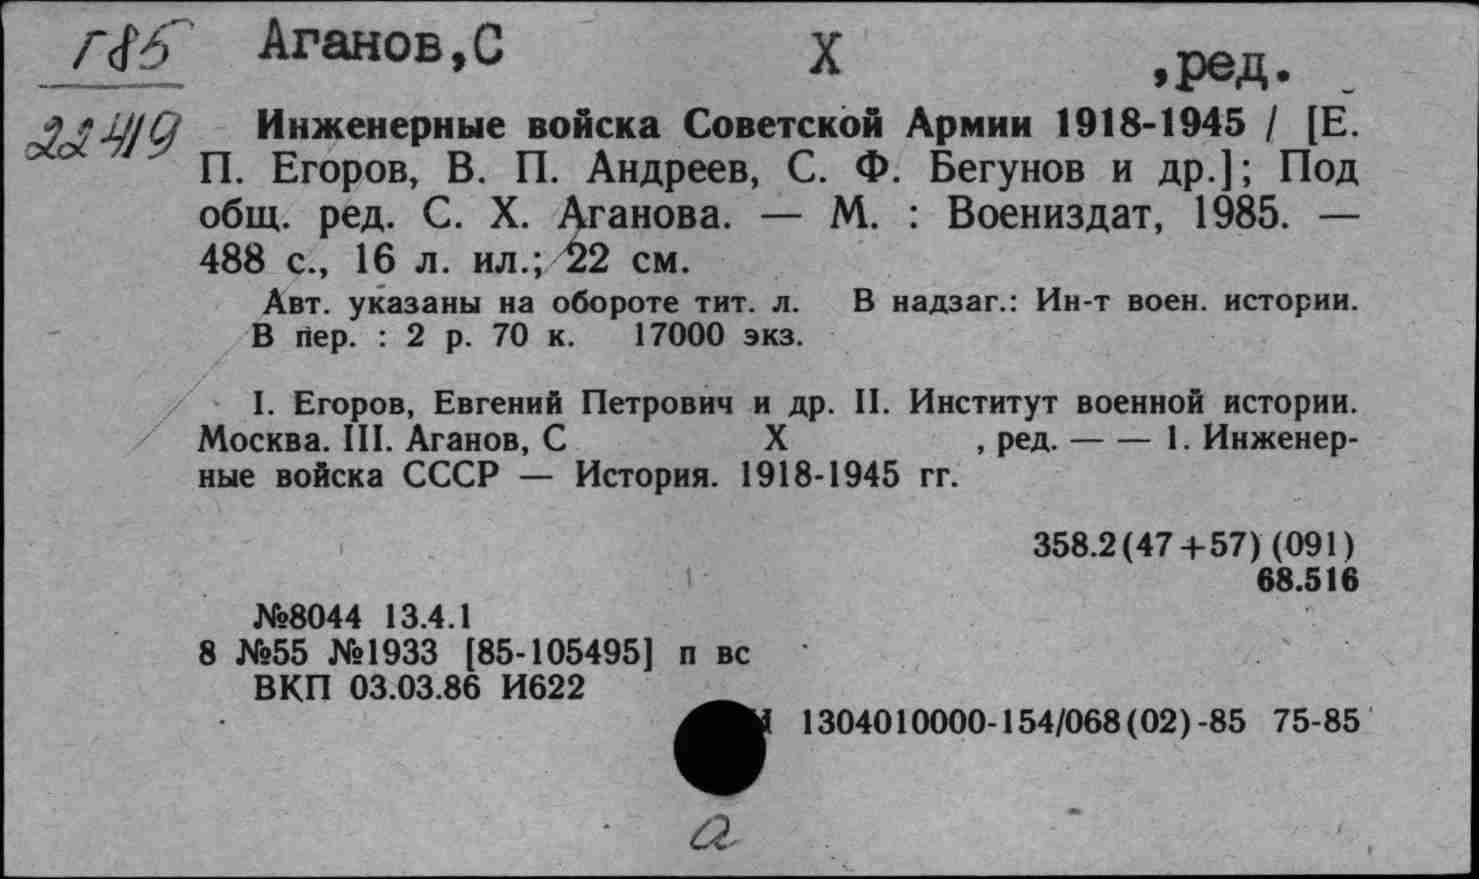 Г85 Аганов,С Х ,ред.
22419 Инженерные войска Советской Армии 1918-1945 / [Е.
П. Егоров, В. П. Андреев, С. Ф. Бегунов и др.]; Под
общ. ред. С. Х. Аганова. — М. : Воениздат, 1985. —
488 с., 16 л. ил.; 22 см.
Авт. указаны на обороте тит. л. В надзаг.: Ин-т воен. истории.
В пер. : 2 р. 70 к. 17000 экз.
I. Егоров, Евгений Петрович и др. II. Институт военной истории.
Москва. III. Аганов, С Х , ред. — — 1. Инженер-
ные войска СССР — История. 1918-1945 гг.
358.2(47+57)(091)
68.516
№8044 13.4.1
8 №55 №1933 [85-105495] п вс
ВКП 03.03.86 И622
1304010000-154/068(02)-85 75-85
а